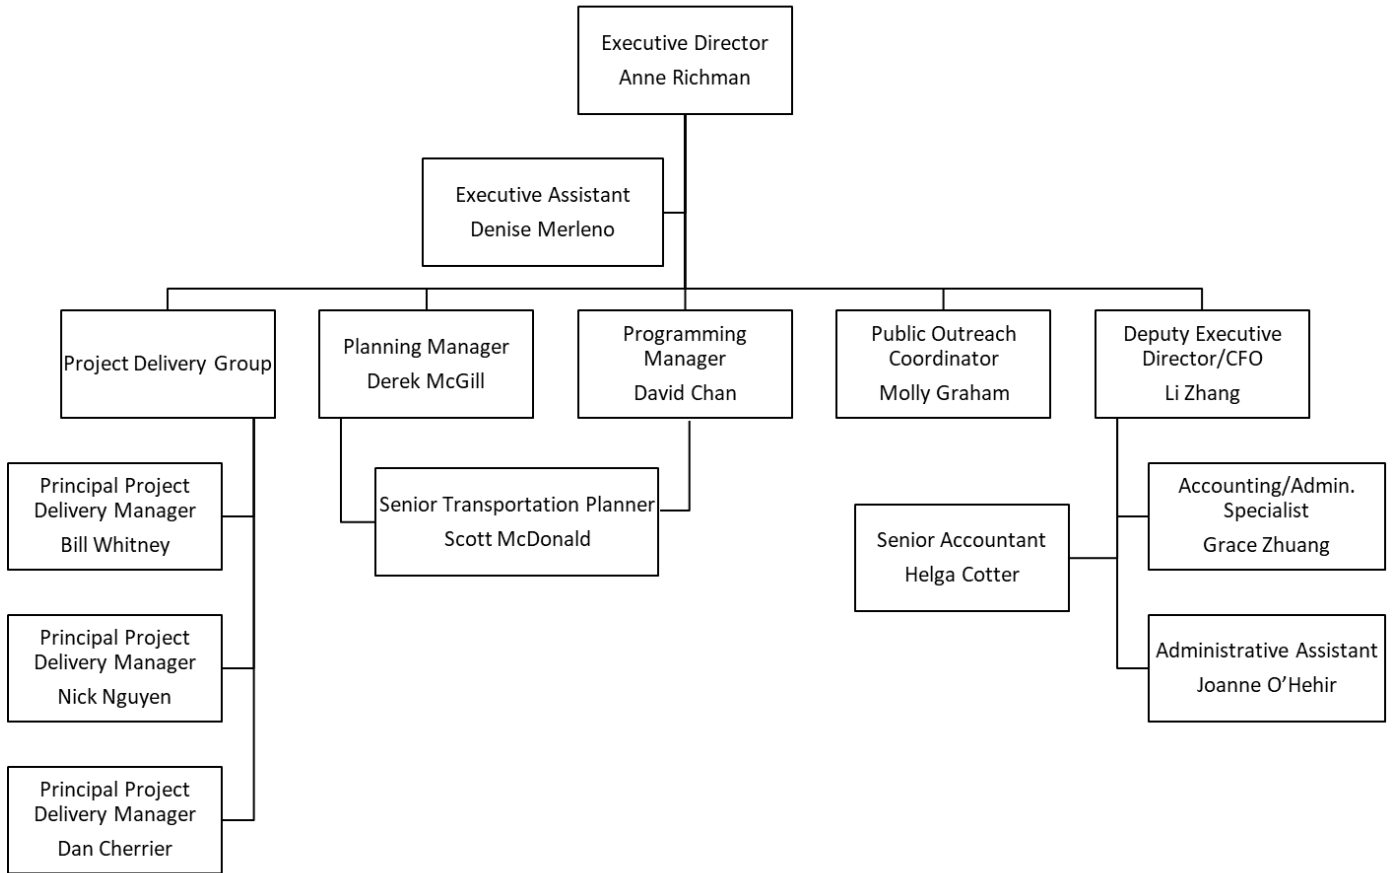 Executive Director
Anne Richman
Executive Assistant
Denise Merleno
Project Delivery Group
Planning Manager
Derek McGill
Programming
Manager
David Chan
Public Outreach
Coordinator
Molly Graham
Deputy Executive
Director/CFO
Li Zhang
Principal Project
Delivery Manager
Bill Whitney
Senior Transportation Planner
Scott McDonald
Senior Accountant
Helga Cotter
Accounting/Admin.
Specialist
Grace Zhuang
Principal Project
Delivery Manager
Nick Nguyen
Administrative Assistant
Joanne O’Hehir
Principal Project
Delivery Manager
Dan Cherrier